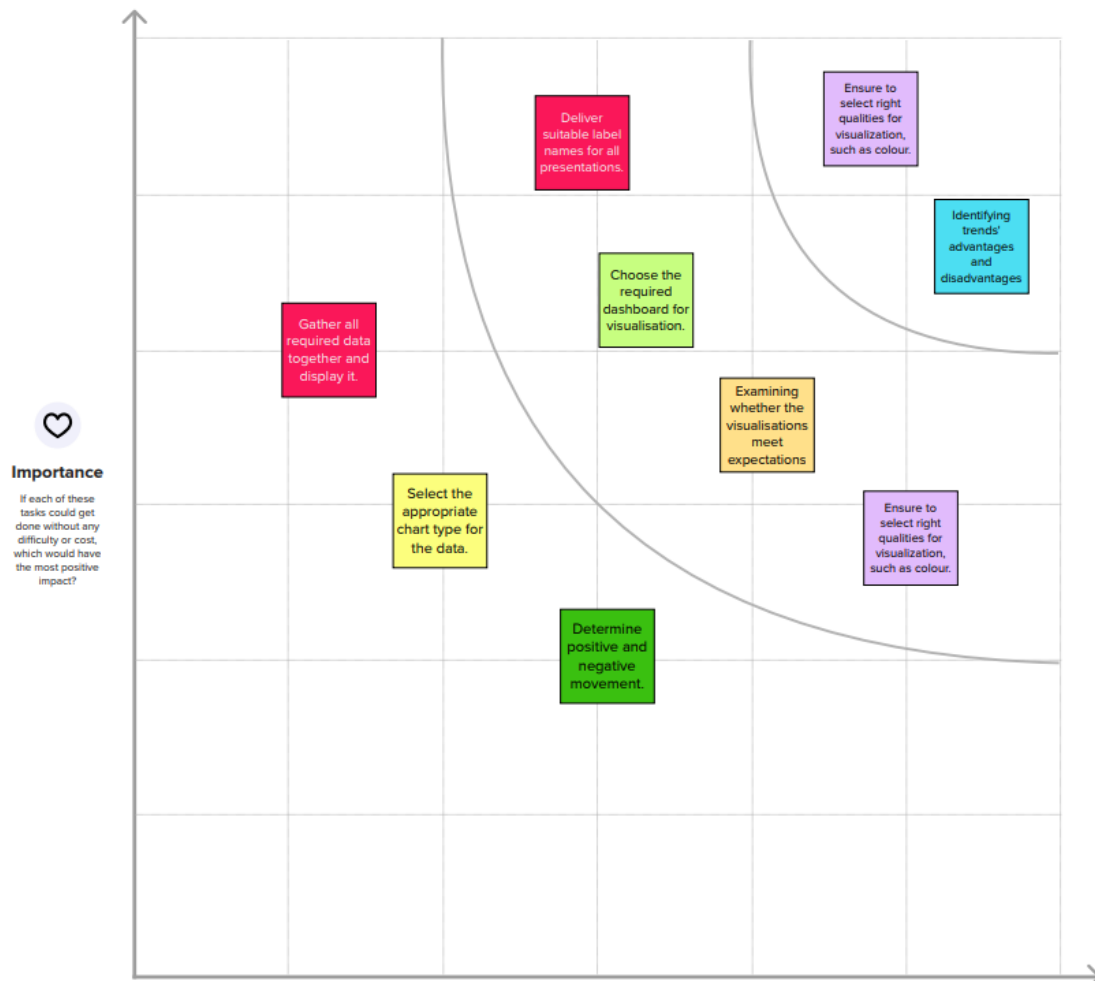 Ensure to
select right
qualities for
visualization,
such as colour.
Deliver
suitable label
names for all
presentations.
Identifying
trends'
advantages
and
disadvantages
Choose the
required
dashboard for
visualisation.
Gather all
required data
together and
display it.
Examining
whether the
visualisations
meet
expectations
Importance
If each of these
tasks could get
done without any
difficulty or cost,
which would have
the most positive
impact?
Select the
appropriate
chart type for
the data.
Ensure to
select right
qualities for
visualization,
such as colour.
Determine
positive and
negative
movement.